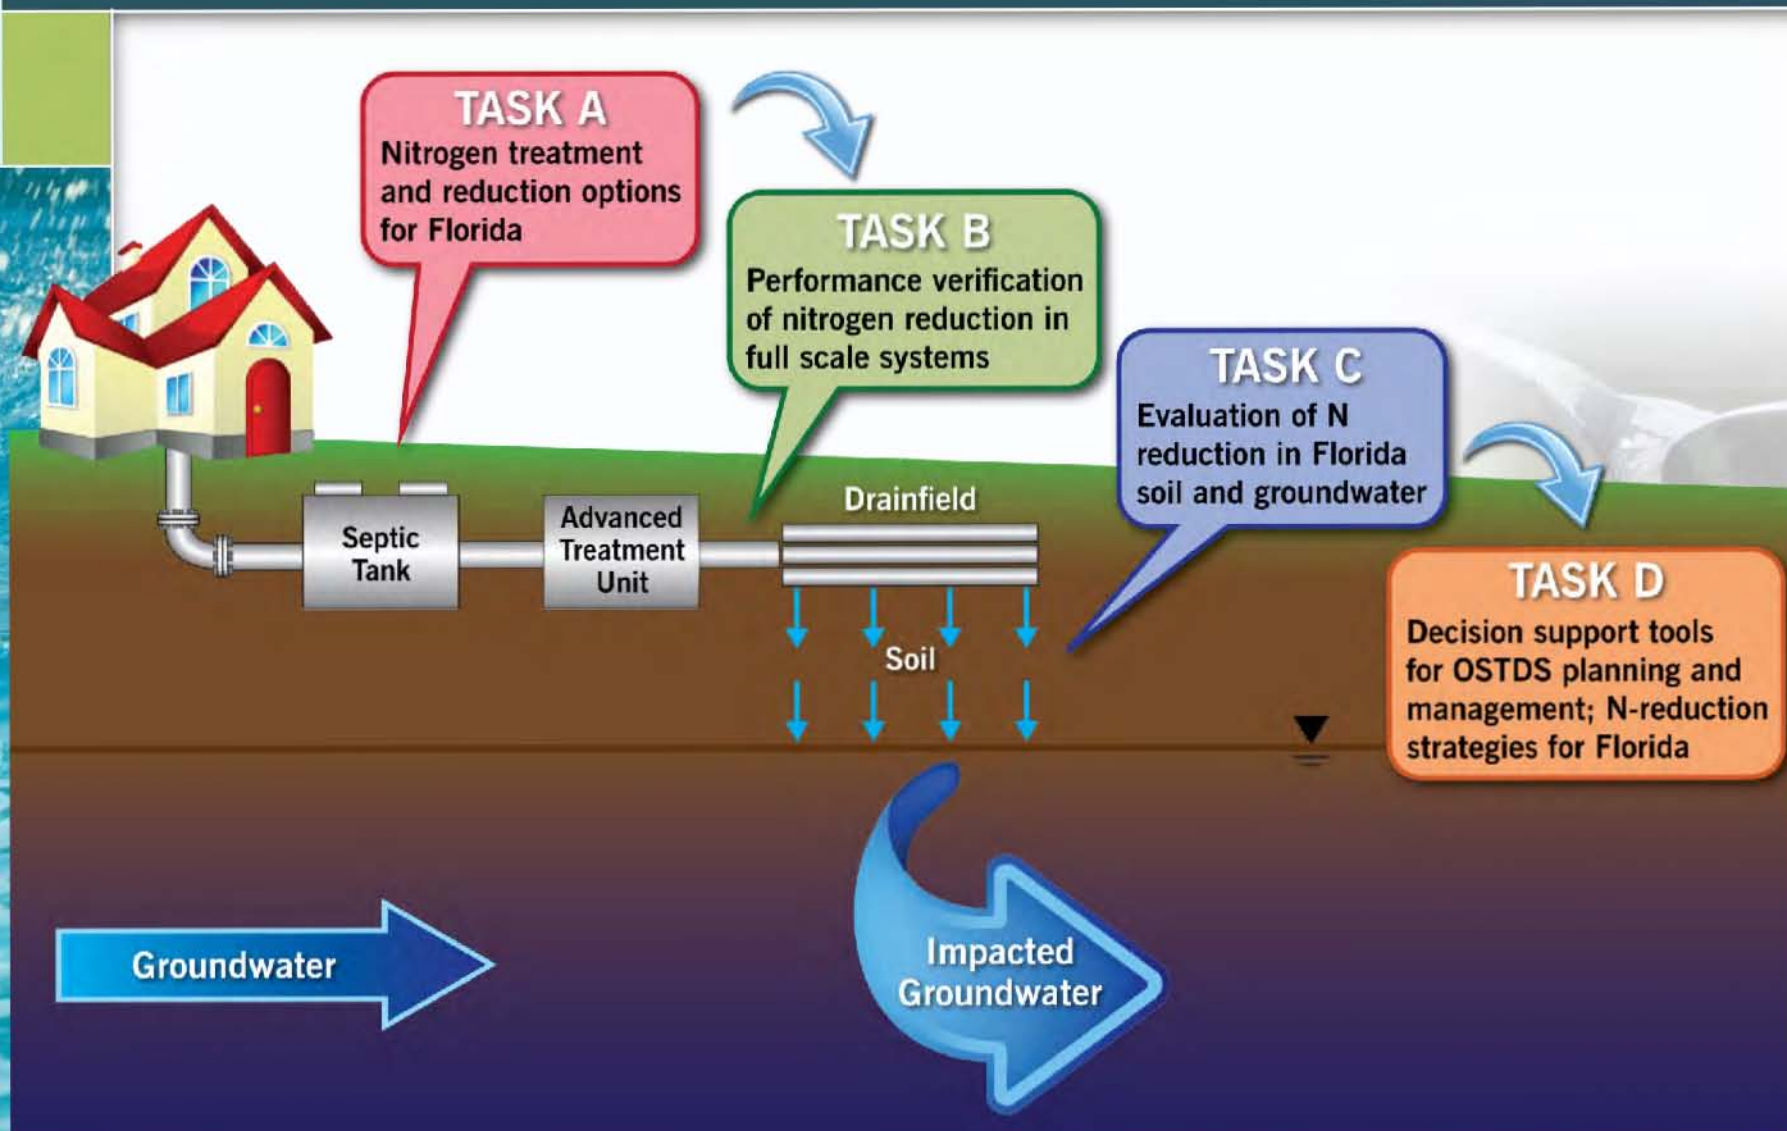 TASK A
Nitrogen treatment
and reduction options
for Florida
TASK B
Performance verification
of nitrogen reduction in
full scale systems
TASK C
Evaluation of N
reduction in Florida
soil and groundwater
TASK D
Decision support tools
for OSTDS planning and
management; N-reduction
strategies for Florida
Septic
Tank
Advanced
Treatment
Unit
Drainfield
Soil
Groundwater
Impacted
Groundwater